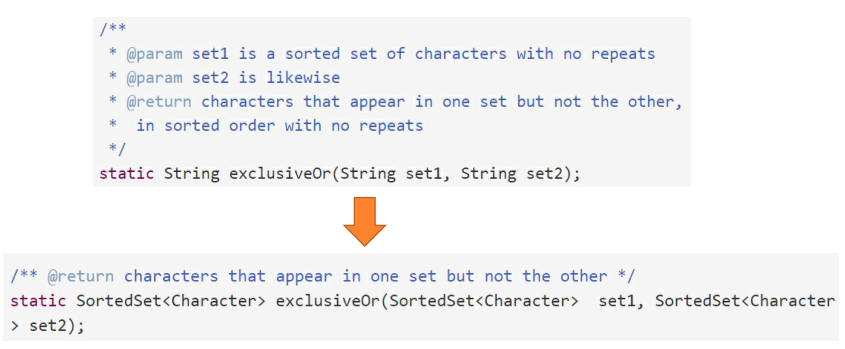 /**
* @param set1 is a sorted set of characters with no repeats
* @param set2 is likewise
* @return characters that appear in one set but not the other,
* in sorted order with no repeats
*/
static String exclusiveOr(String set1, String set2);
/** @return characters that appear in one set but not the other */
static SortedSet<Character> exclusiveOr(SortedSet<Character> set1, SortedSet<Character
> set2);